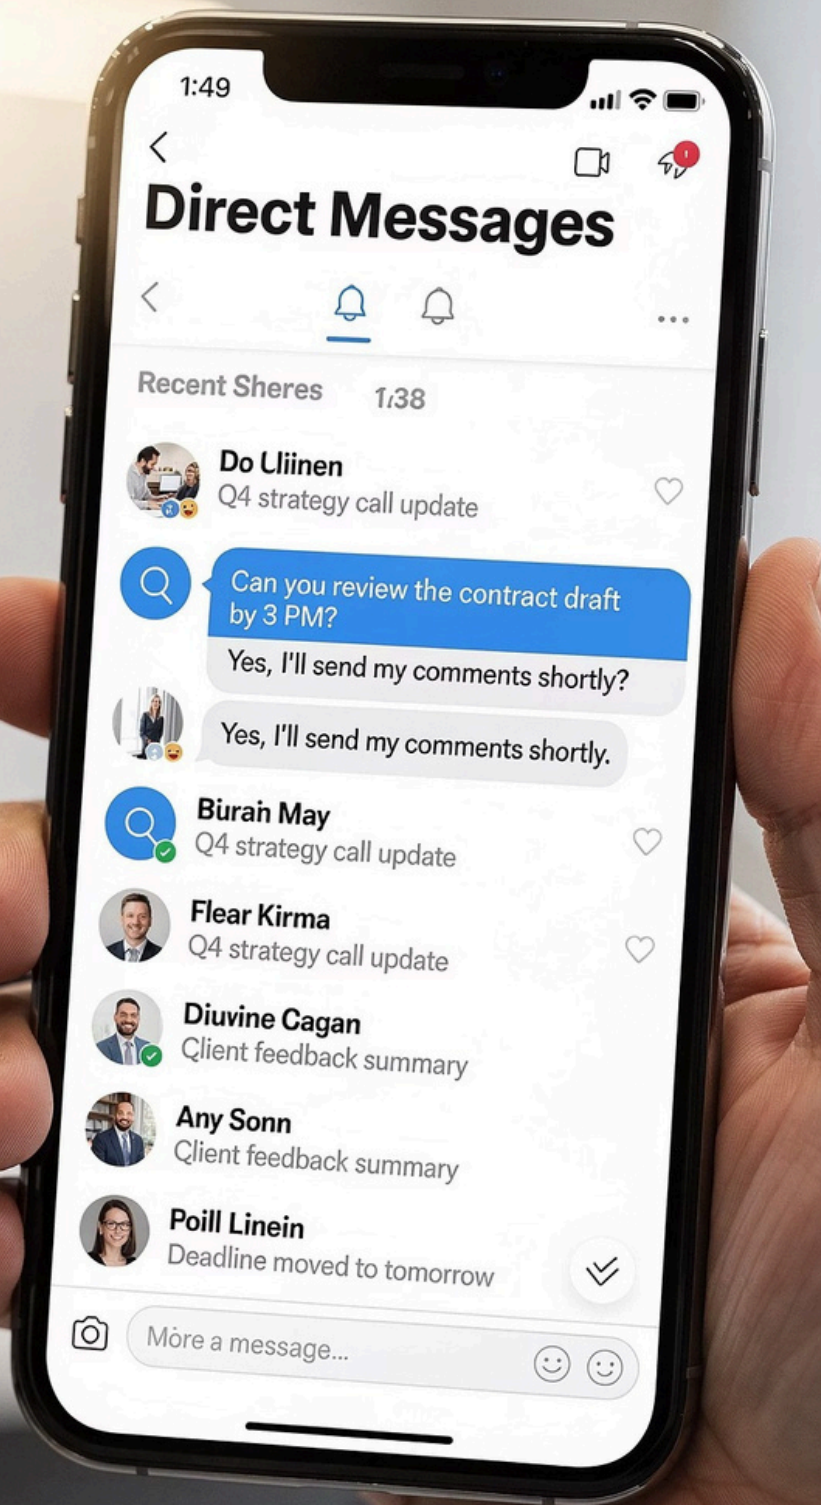 1:49
Direct Messages
Recent Sheres 1:38
Do Lliinen
Q4 strategy call update
Can you review the contract draft
by 3 PM?
Yes, I'll send my comments shortly?
Yes, I'll send my comments shortly.
Burah May
Q4 strategy call update
Flear Kirma
Q4 strategy call update
Diuvine Cagan
Client feedback summary
Any Sonn
Client feedback summary
Poill Linein
Deadline moved to tomorrow
More a message...